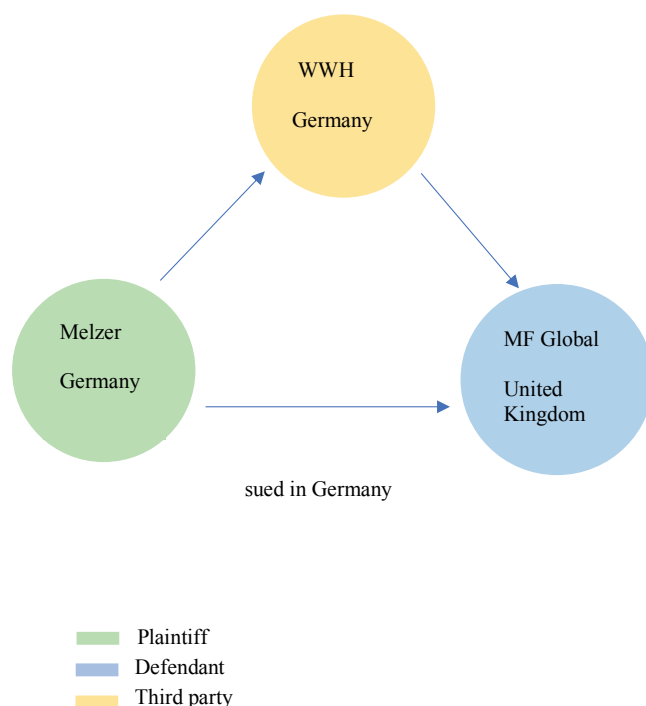 WWH
Germany
Melzer
Germany
MF Global
United
Kingdom
sued in Germany
Plaintiff
Defendant
Third party